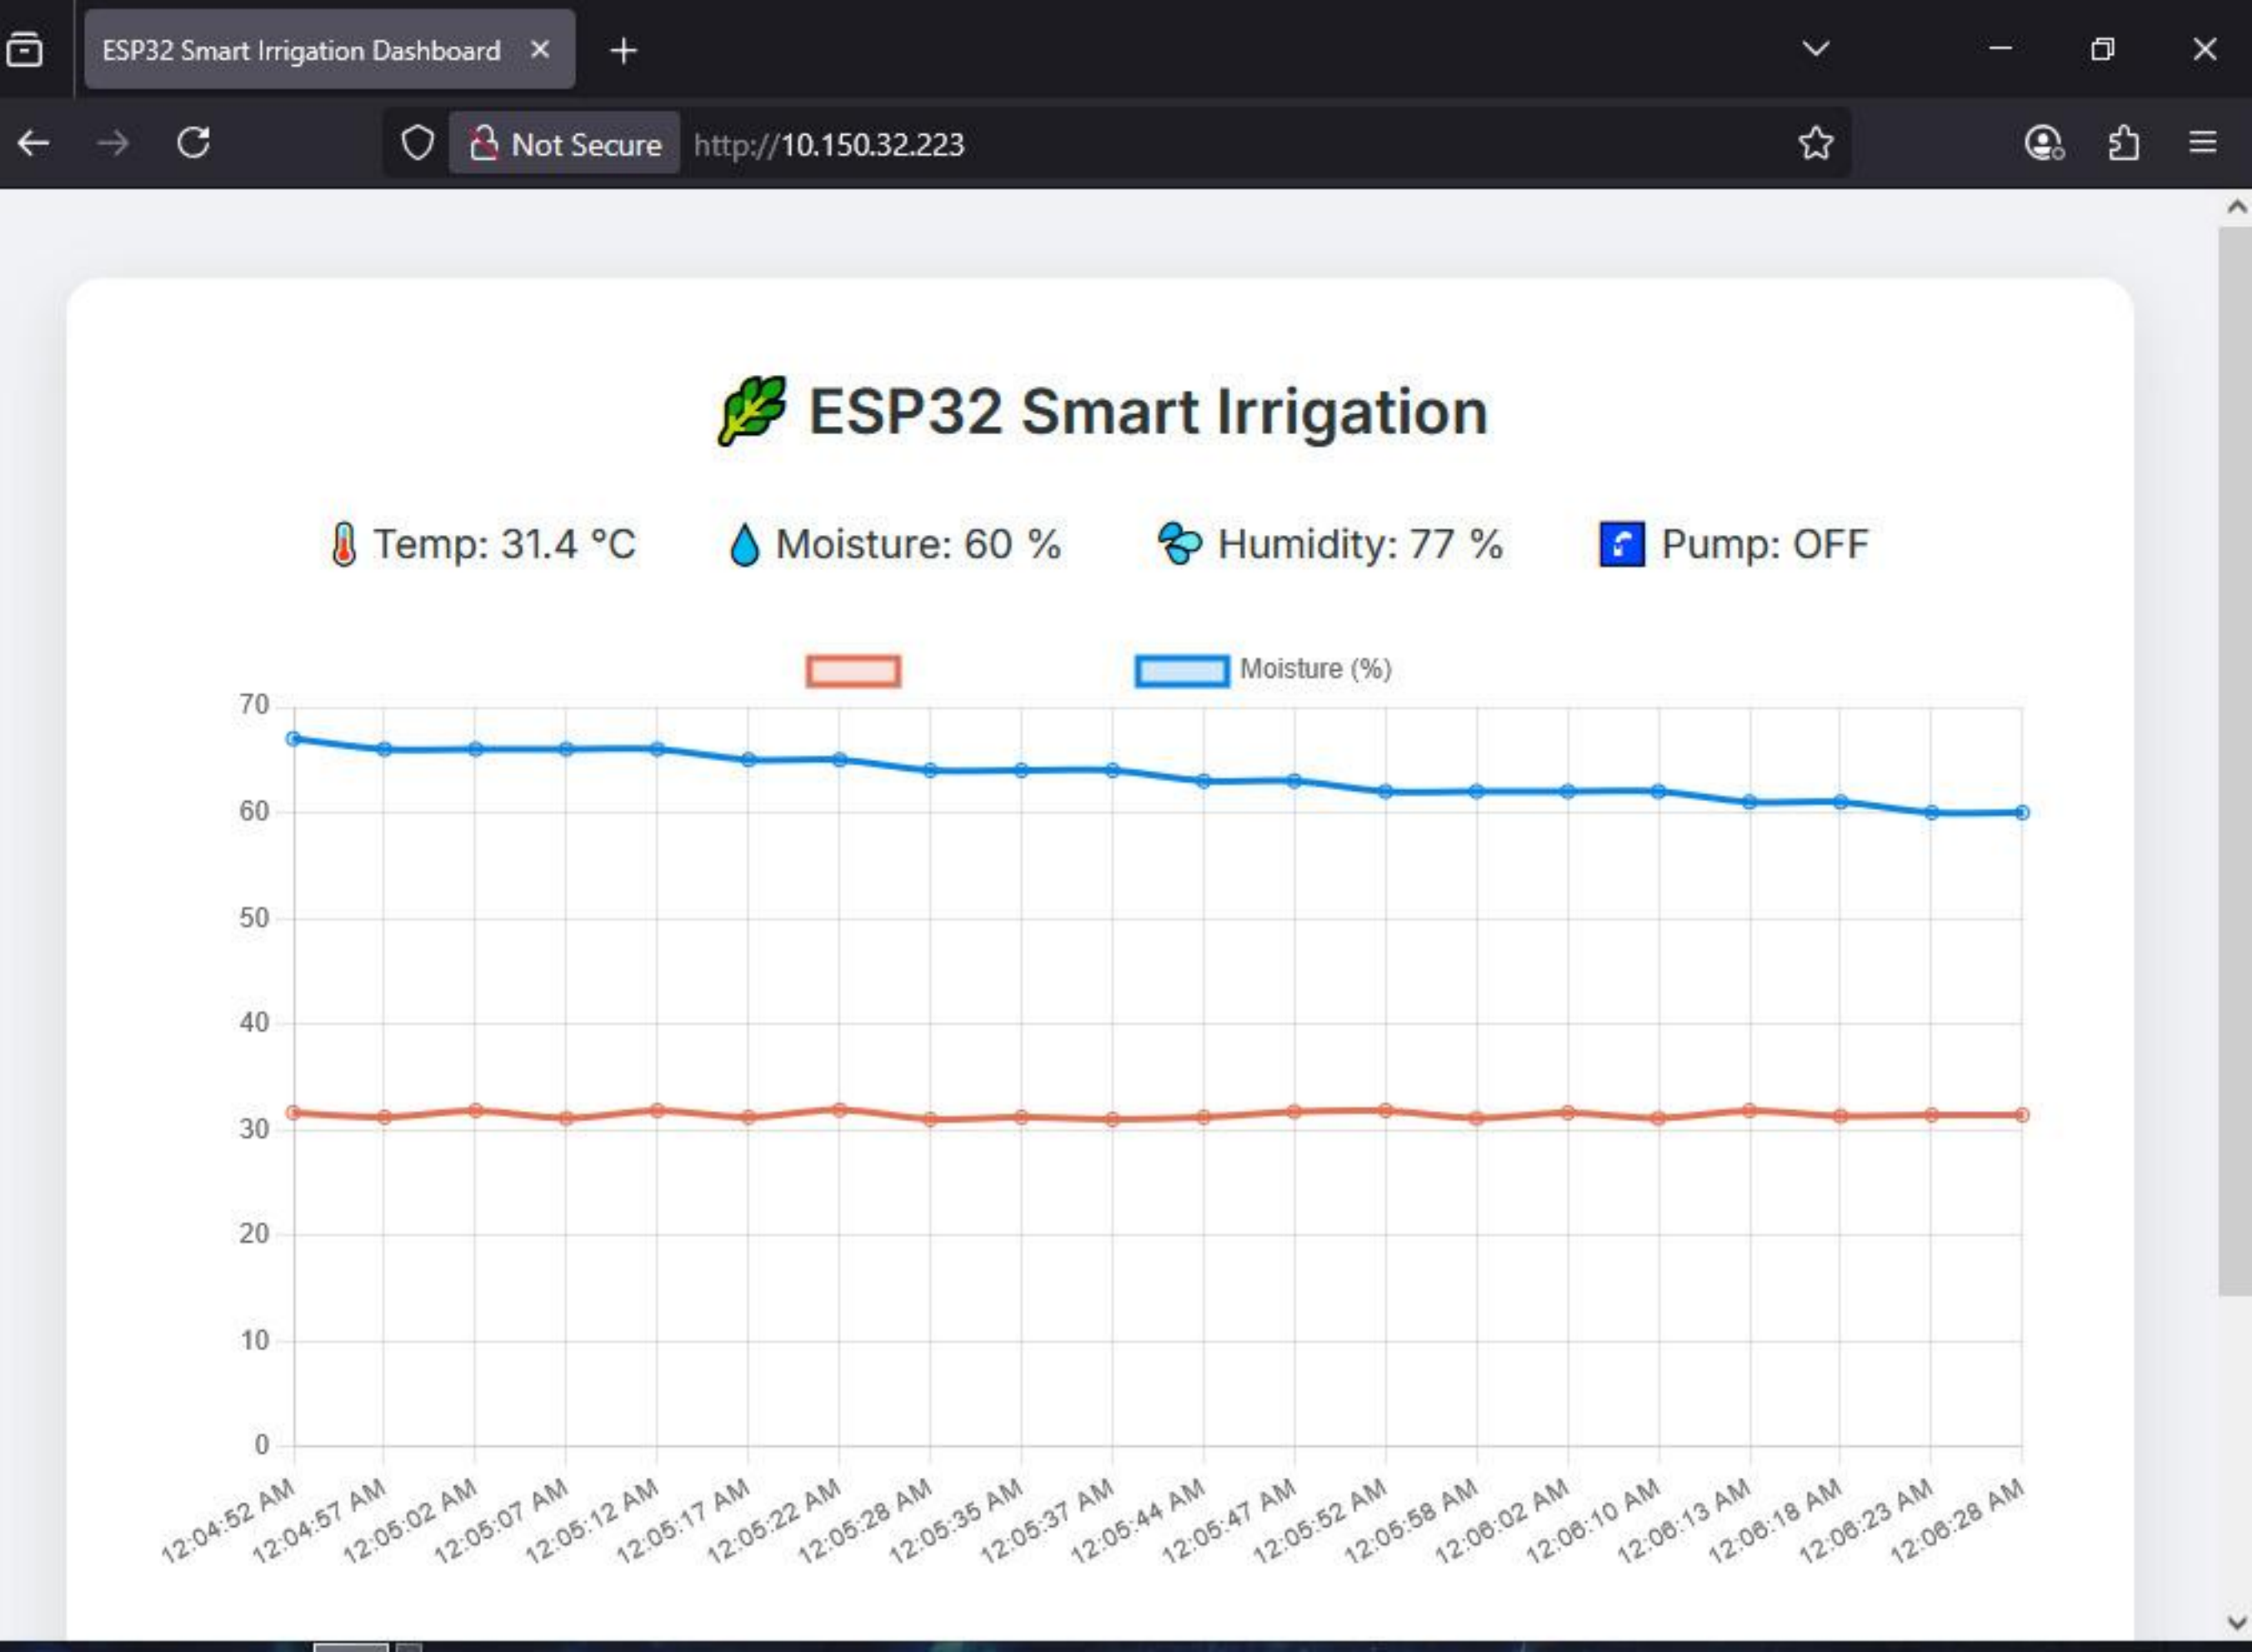 ESP32 Smart Irrigation Dashboard
Not Secure http://10.150.32.223
ESP32 Smart Irrigation
Temp: 31.4 °C Moisture: 60 % Humidity: 77 % Pump: OFF
Moisture (%)
70
60
50
40
30
20
10
0
12:04:52 AM 12:04:57 AM 12:05:02 AM 12:05:07 AM 12:05:12 AM 12:05:17 AM 12:05:22 AM 12:05:28 AM 12:05:35 AM 12:05:37 AM 12:05:44 AM 12:05:47 AM 12:05:52 AM 12:05:58 AM 12:06:02 AM 12:06:10 AM 12:06:13 AM 12:06:18 AM 12:06:23 AM 12:06:28 AM